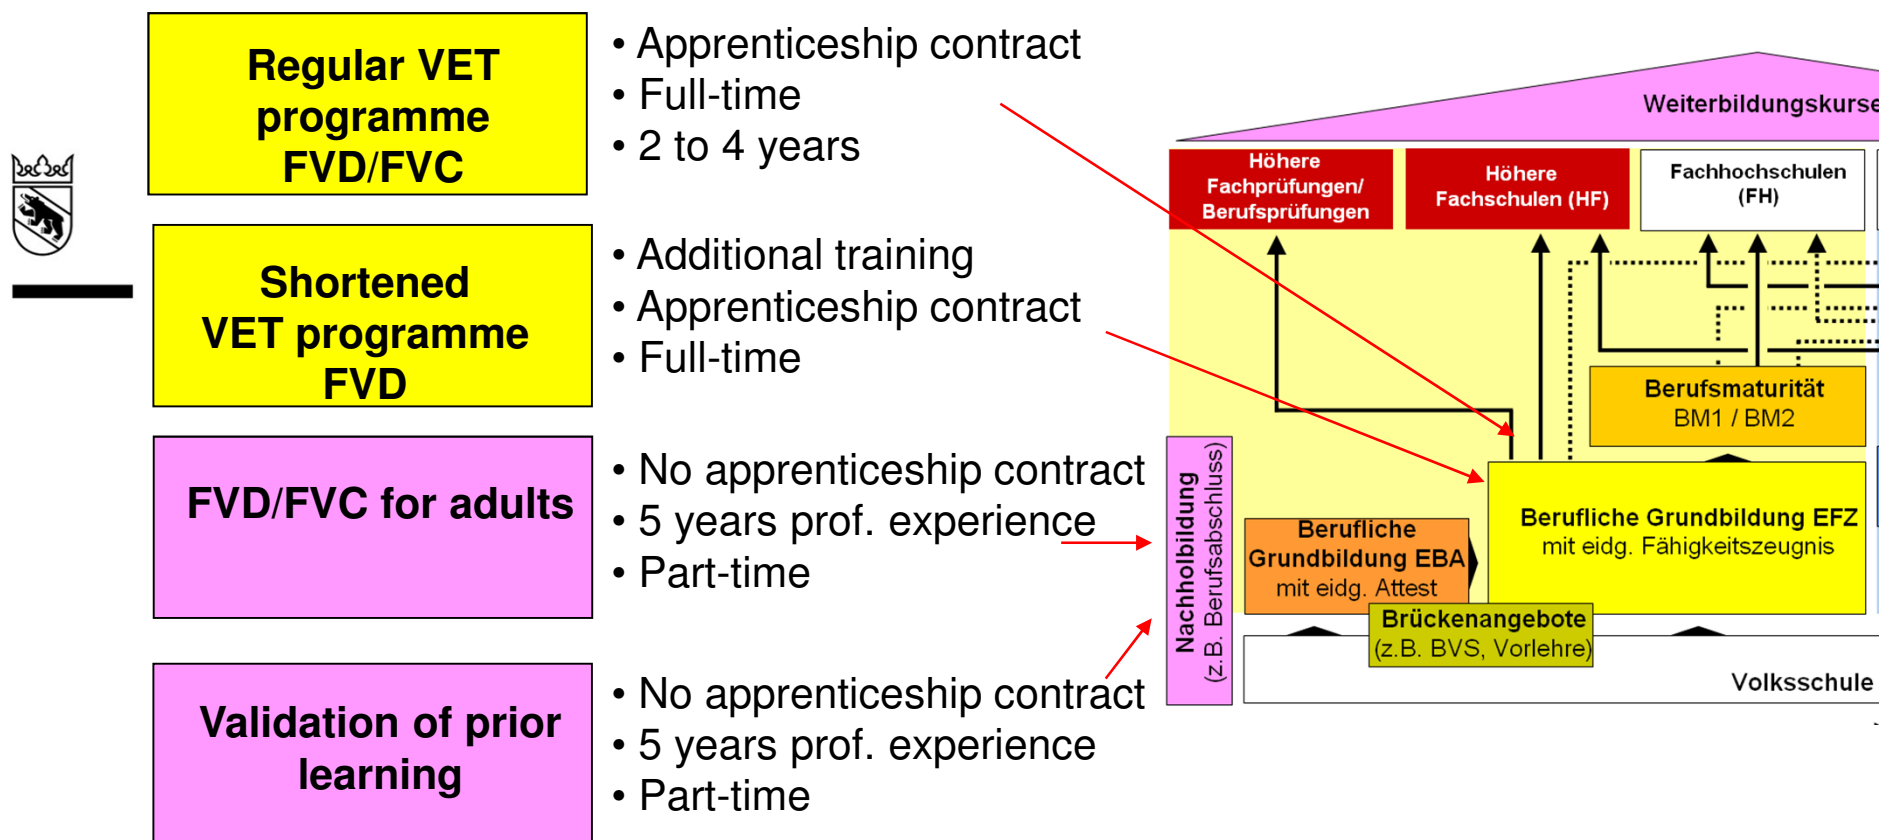 Regular VET
programme
FVD/FVC
• Apprenticeship contract
• Full-time
• 2 to 4 years
Shortened
VET programme
FVD
• Additional training
• Apprenticeship contract
• Full-time
FVD/FVC for adults
• No apprenticeship contract
• 5 years prof. experience
• Part-time
Validation of prior
learning
• No apprenticeship contract
• 5 years prof. experience
• Part-time
Weiterbildungskurse
Höhere
Fachprüfungen/
Berufsprüfungen
Höhere
Fachschulen (HF)
Fachhochschulen
(FH)
Berufsmaturität
BM1 / BM2
Nachholbildung
(z.B. Berufsabschluss)
Berufliche
Grundbildung EBA
mit eidg. Attest
Berufliche Grundbildung EFZ
mit eidg. Fähigkeitszeugnis
Brückenangebote
(z.B. BVS, Vorlehre)
Volksschule